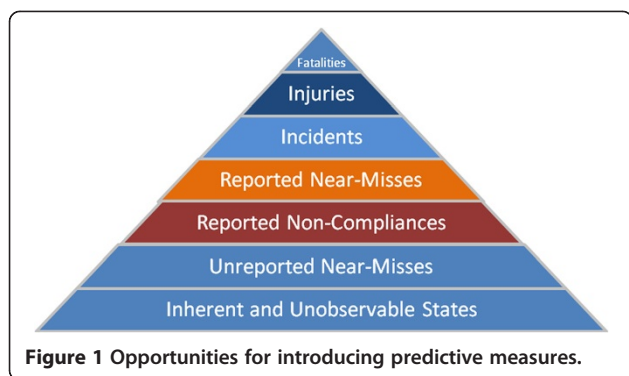 Fatalities
Injuries
Incidents
Reported Near-Misses
Reported Non-Compliances
Unreported Near-Misses
Inherent and Unobservable States
Figure 1 Opportunities for introducing predictive measures.